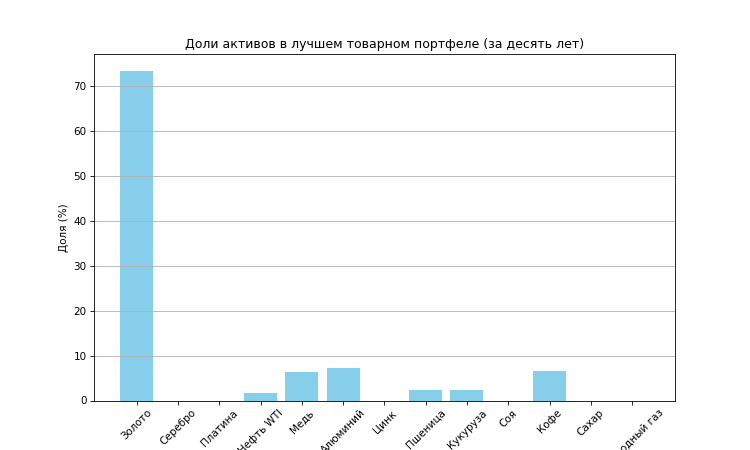 Доли активов в лучшем товарном портфеле (за десять лет)
Доля (%)
70
60
50
40
30
20
10
0
Золото
Серебро
Платина
Нефть WTI
Медь
Алюминий
Цинк
Пшеница
Кукуруза
Соя
Кофе
Сахар
газ